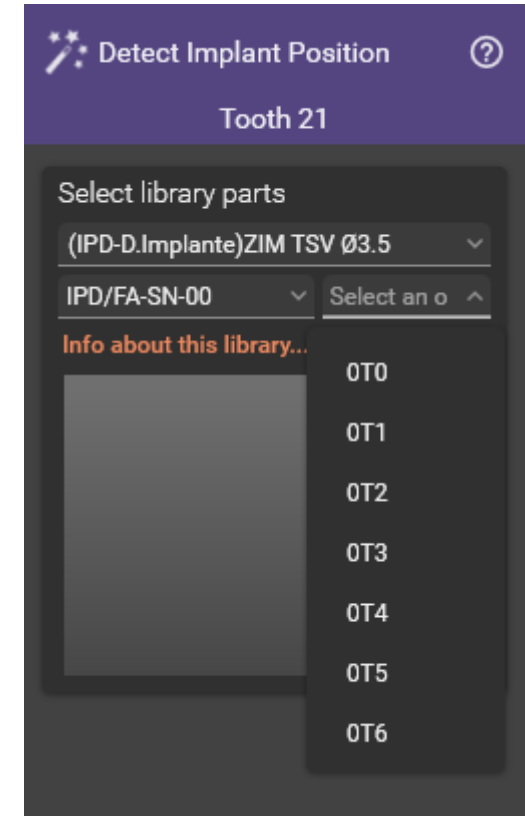 Detect Implant Position
Tooth 21
Select library parts
(IPD-D.Implante)ZIM TSV Ø3.5
IPD/FA-SN-00 Select an o
Info about this library...
0T0
0T1
0T2
0T3
0T4
0T5
0T6